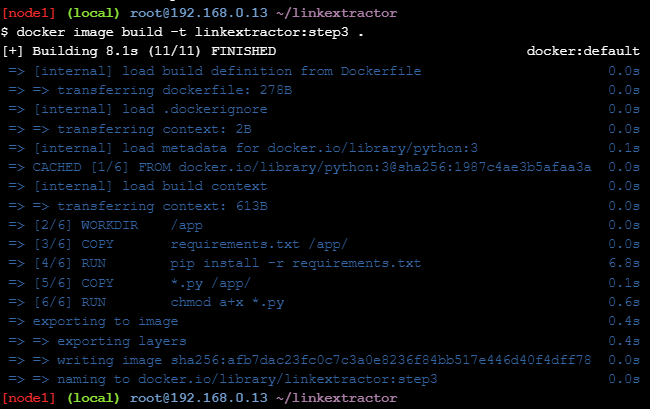 [node1] (local) root@192.168.0.13 ~/linkextractor
$ docker image build -t linkextractor:step3 .
[+] Building 8.1s (11/11) FINISHED docker:default
=> [internal] load build definition from Dockerfile 0.0s
=> => transferring dockerfile: 278B 0.0s
=> [internal] load .dockerignore 0.0s
=> => transferring context: 2B 0.0s
=> [internal] load metadata for docker.io/library/python:3 0.1s
=> CACHED [1/6] FROM docker.io/library/python:3@sha256:1987c4ae3b5afaa3a 0.0s
=> [internal] load build context 0.0s
=> => transferring context: 613B 0.0s
=> [2/6] WORKDIR /app 0.0s
=> [3/6] COPY requirements.txt /app/ 0.0s
=> [4/6] RUN pip install -r requirements.txt 6.8s
=> [5/6] COPY *.py /app/ 0.1s
=> [6/6] RUN chmod a+x *.py 0.6s
=> exporting to image 0.4s
=> => exporting layers 0.4s
=> => writing image sha256:afb7dac23fc0c7c3a0e8236f84bb517e446d40f4dff78 0.0s
=> => naming to docker.io/library/linkextractor:step3 0.0s
[node1] (local) root@192.168.0.13 ~/linkextractor